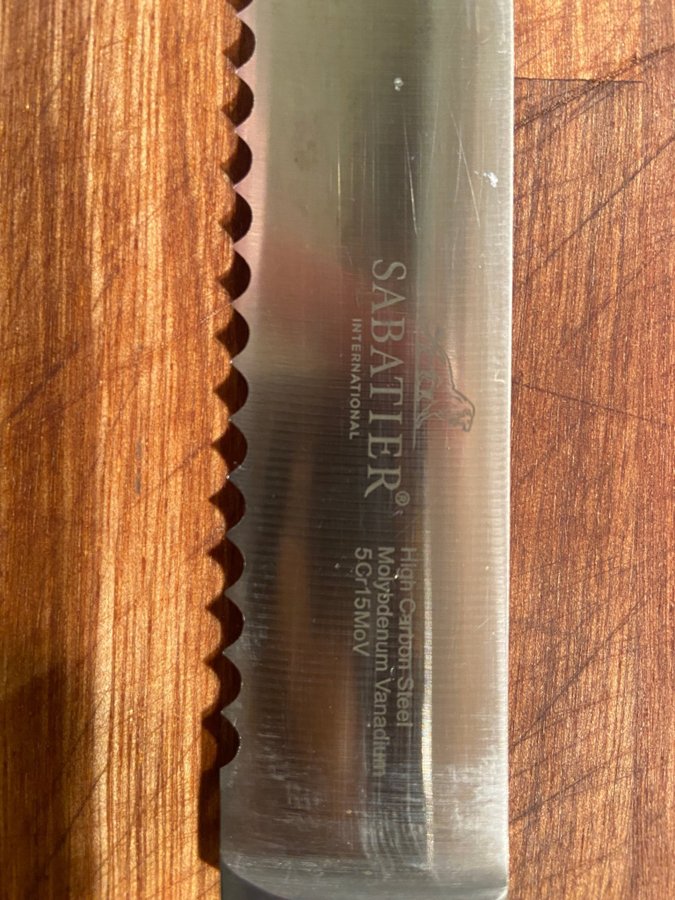 SABATIER®
INTERNATIONAL
High Carbon Steel
Molybdenum Vanadium
5Cr15MoV